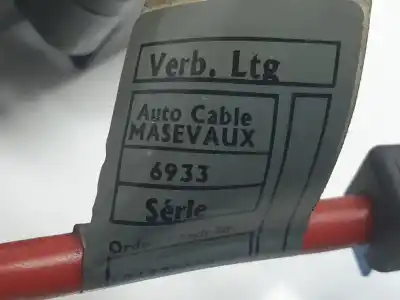 Verb. Ltg
Auto Cable
MASEVAUX
6933
Série